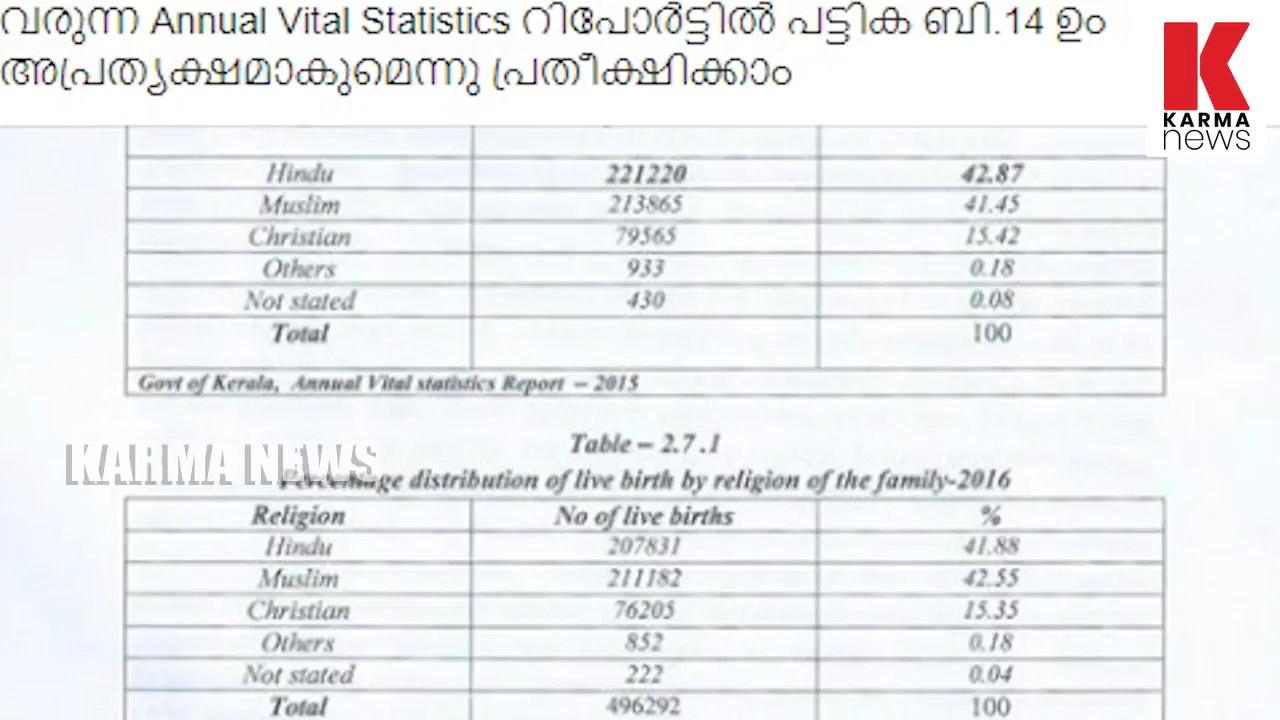 വരുന്ന Annual Vital Statistics റിപോർട്ടിൽ പട്ടിക ബി.14 ഉം
അപ്രത്യക്ഷമാകുമെന്നു പ്രതീക്ഷിക്കാം
KARMA
news
Hindu 221220 42.87
Muslim 213865 41.45
Christian 79565 15.42
Others 933 0.18
Not stated 430 0.08
Total 100
Govt of Kerala, Annual Vital statistics Report – 2015
Table – 2.7.1
KARMA NEWS
Percentage distribution of live birth by religion of the family-2016
Religion No of live births %
Hindu 207831 41.88
Muslim 211182 42.55
Christian 76205 15.35
Others 852 0.18
Not stated 222 0.04
Total 496292 100